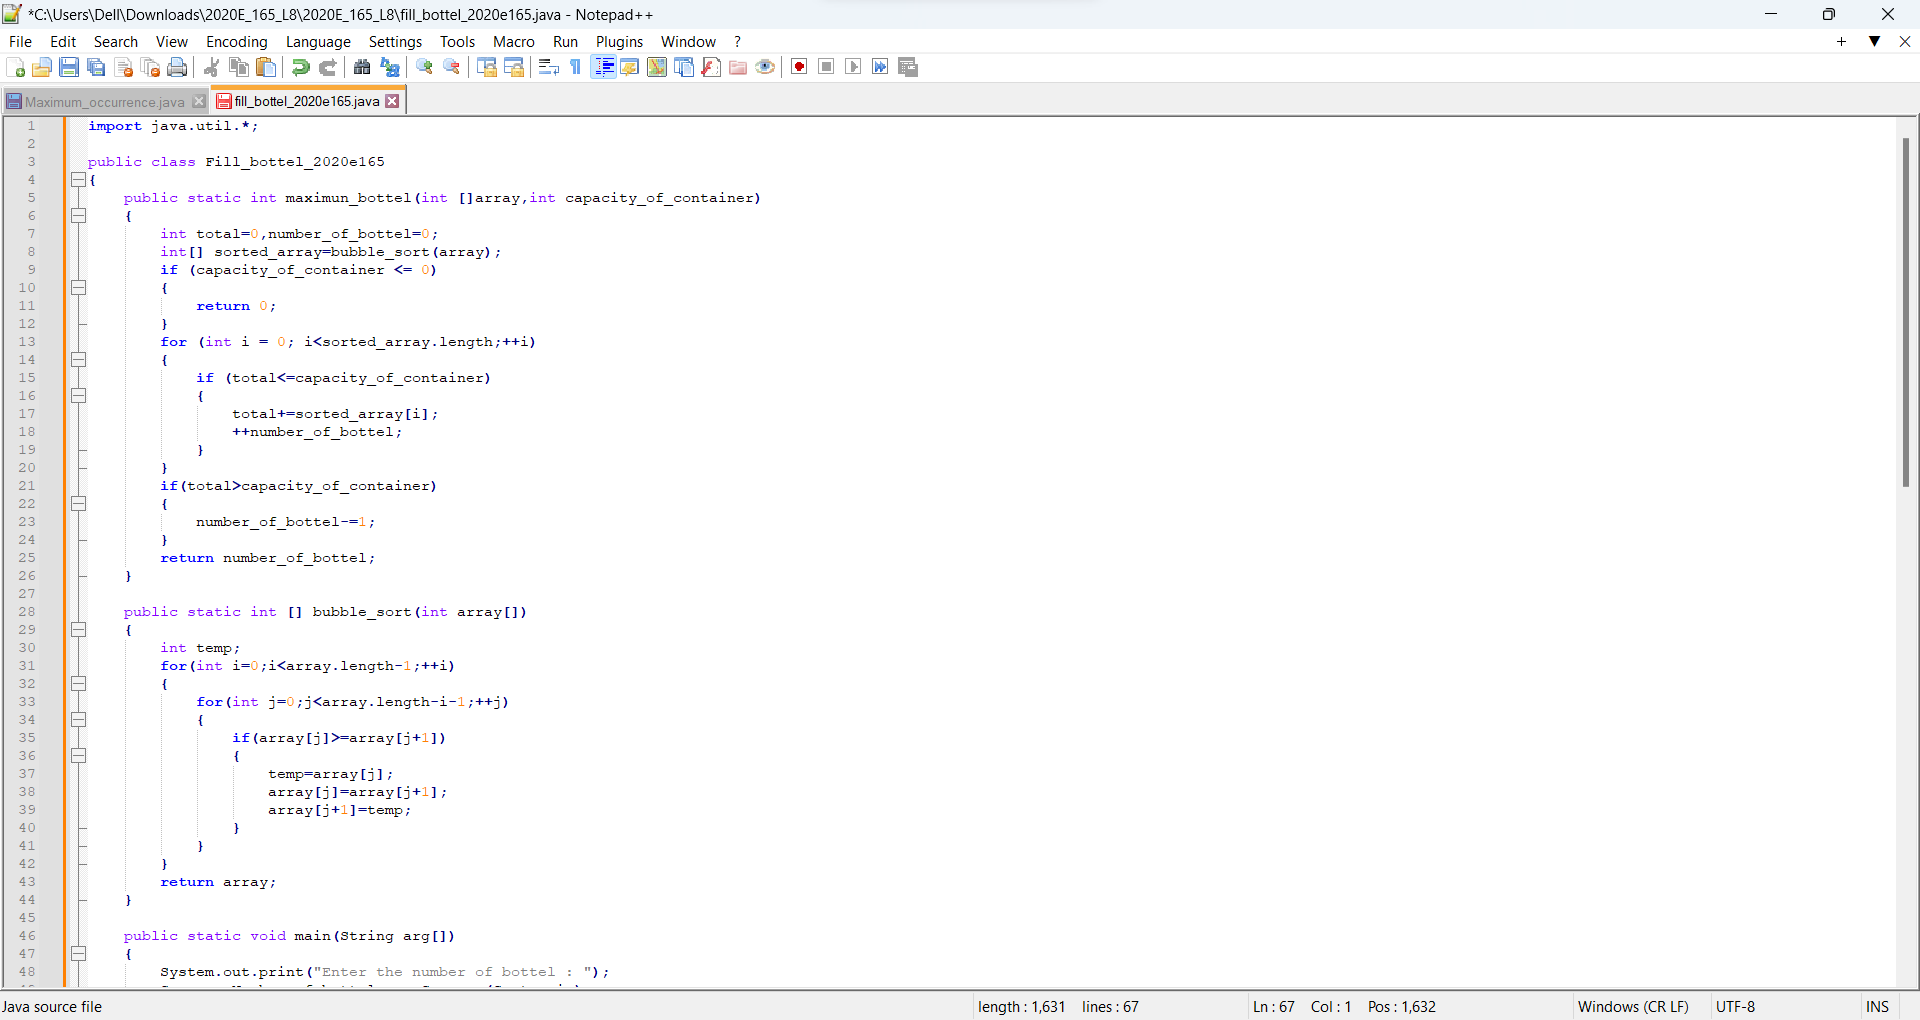 *C:\Users\Dell\Downloads\2020E_165_L8\2020E_165_L8\fill_bottel_2020e165.java - Notepad++
File Edit Search View Encoding Language Settings Tools Macro Run Plugins Window ?
Maximum_occurrence.java fill_bottel_2020e165.java
1 import java.util.*;
2
3 public class Fill_bottel_2020e165
4 {
5 public static int maximun_bottel(int []array,int capacity_of_container)
6 {
7 int total=0,number_of_bottel=0;
8 int[] sorted_array=bubble_sort(array);
9 if (capacity_of_container <= 0)
10 {
11 return 0;
12 }
13 for (int i = 0; i<sorted_array.length;++i)
14 {
15 if (total<=capacity_of_container)
16 {
17 total+=sorted_array[i];
18 ++number_of_bottel;
19 }
20 }
21 if(total>capacity_of_container)
22 {
23 number_of_bottel-=1;
24 }
25 return number_of_bottel;
26 }
27
28 public static int [] bubble_sort(int array[])
29 {
30 int temp;
31 for(int i=0;i<array.length-1;++i)
32 {
33 for(int j=0;j<array.length-i-1;++j)
34 {
35 if(array[j]>=array[j+1])
36 {
37 temp=array[j];
38 array[j]=array[j+1];
39 array[j+1]=temp;
40 }
41 }
42 }
43 return array;
44 }
45
46 public static void main(String arg[])
47 {
48 System.out.print("Enter the number of bottel : ");
Java source file length : 1,631 lines : 67 Ln : 67 Col : 1 Pos : 1,632 Windows (CR LF) UTF-8 INS